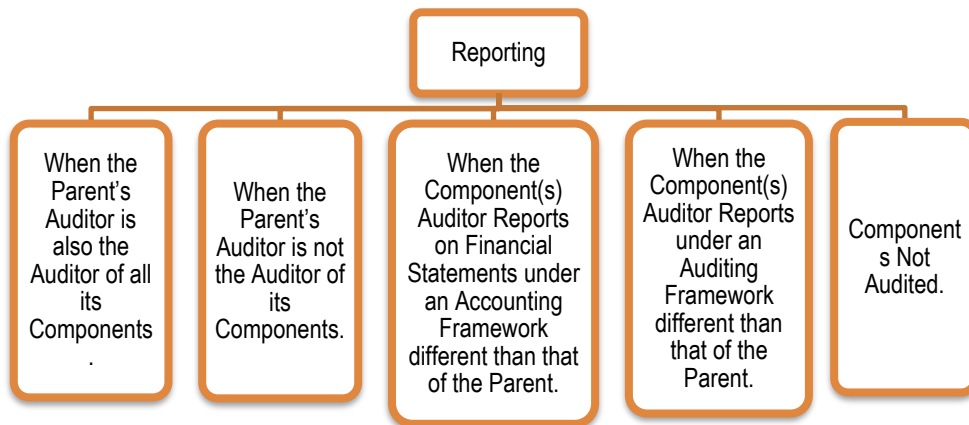 Reporting
When the
Parent's
Auditor is
also the
Auditor of all
its
Components
.
When the
Parent's
Auditor is not
the Auditor of
its
Components.
When the
Component(s)
Auditor Reports
on Financial
Statements under
an Accounting
Framework
different than that
of the Parent.
When the
Component(s)
Auditor Reports
under an
Auditing
Framework
different than
that of the
Parent.
Component
s Not
Audited.